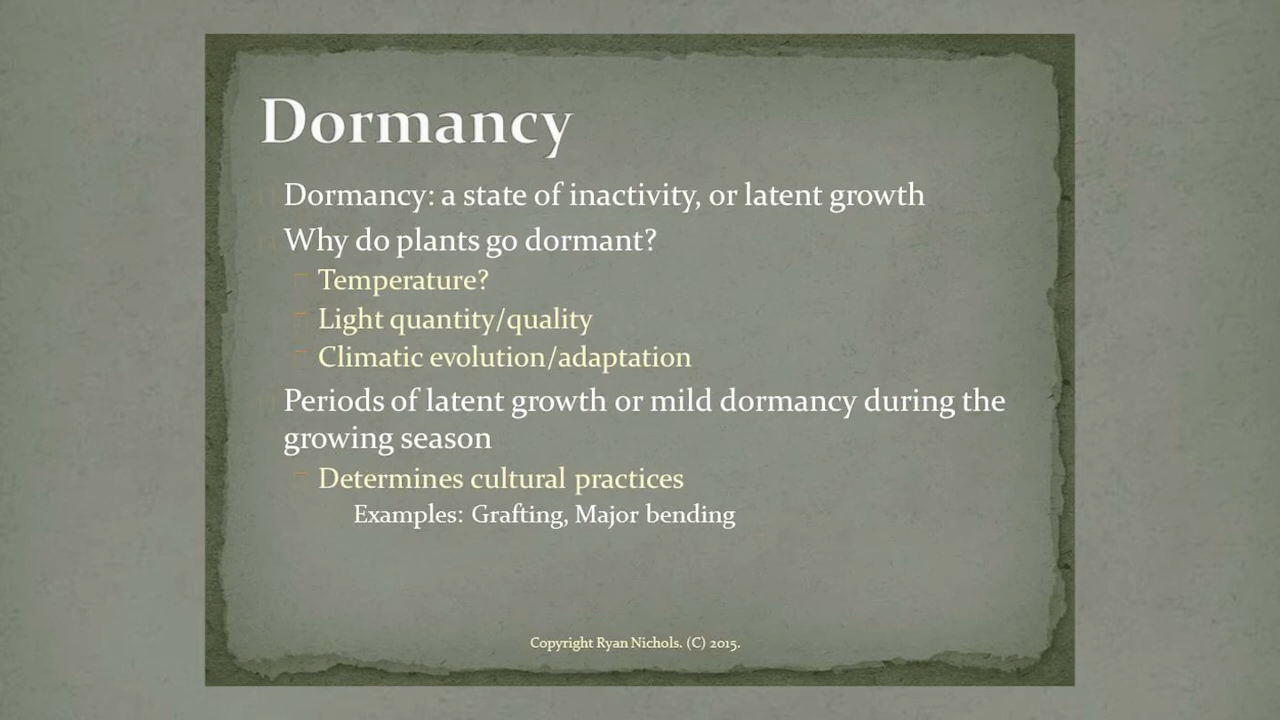 Dormancy
Dormancy: a state of inactivity, or latent growth
Why do plants go dormant?
Temperature?
Light quantity/quality
Climatic evolution/adaptation
Periods of latent growth or mild dormancy during the
growing season
Determines cultural practices
Examples: Grafting, Major bending
Copyright Ryan Nichols. (C) 2015.